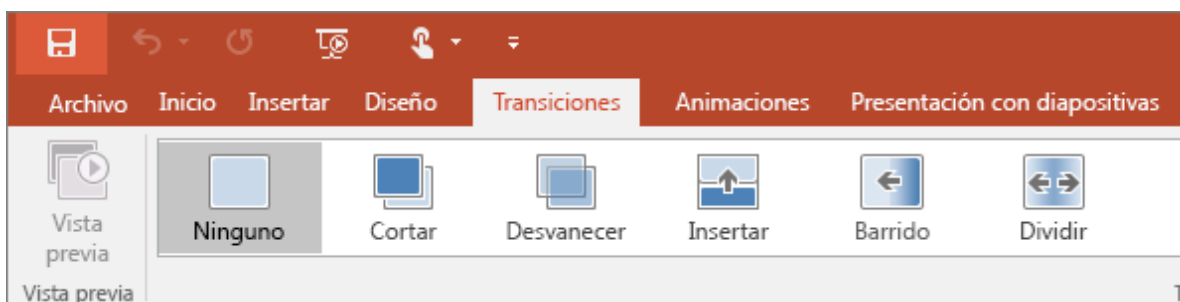 Archivo Inicio Insertar Diseño Transiciones Animaciones Presentación con diapositivas
Vista previa
Ninguno Cortar Desvanecer Insertar Barrido Dividir
Vista previa